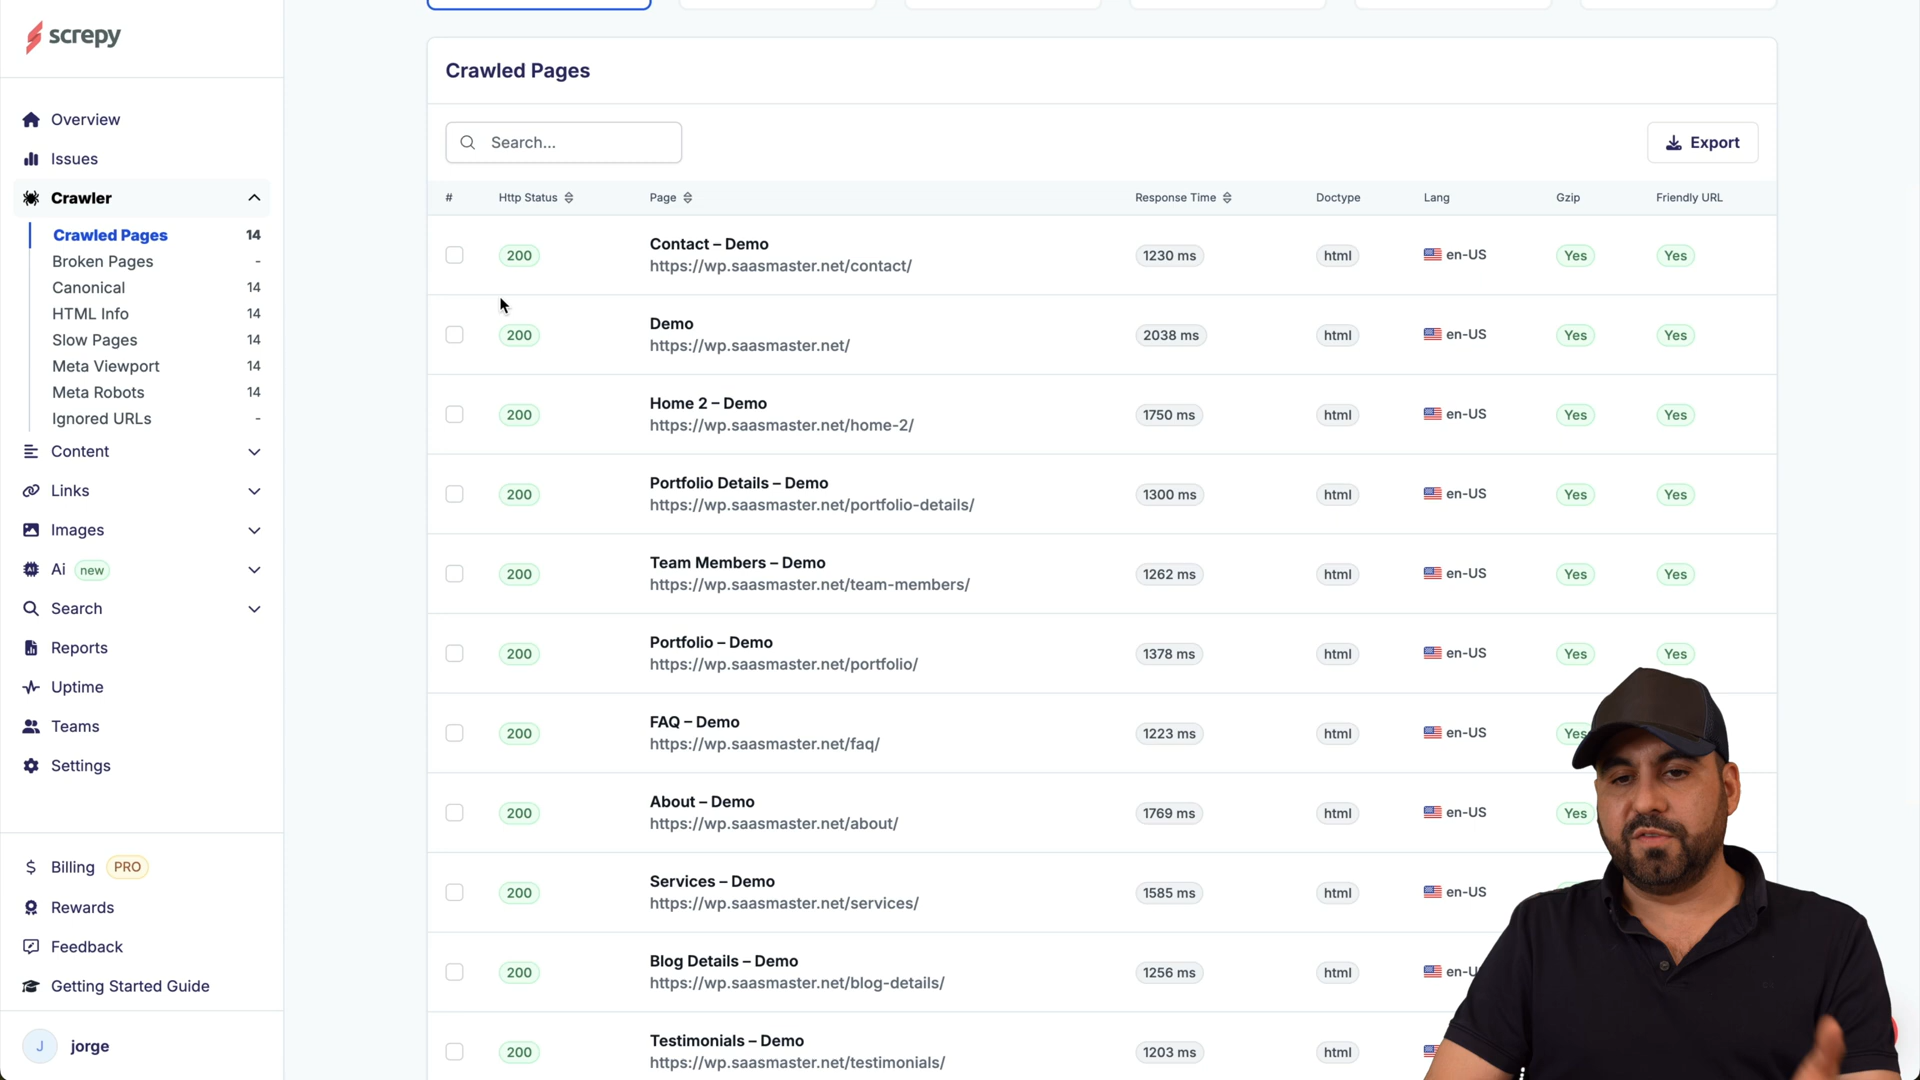 screpy
Overview
Issues
Crawler
Crawled Pages 14
Broken Pages -
Canonical 14
HTML Info 14
Slow Pages 14
Meta Viewport 14
Meta Robots 14
Ignored URLs -
Content
Links
Images
Ai new
Search
Reports
Uptime
Teams
Settings
Billing PRO
Rewards
Feedback
Getting Started Guide
J jorge
Crawled Pages
Search...
Export
# Http Status Page Response Time Doctype Lang Gzip Friendly URL
Contact – Demo
200 https://wp.saasmaster.net/contact/ 1230 ms html en-US Yes Yes
Demo
200 https://wp.saasmaster.net/ 2038 ms html en-US Yes Yes
Home 2 – Demo
200 https://wp.saasmaster.net/home-2/ 1750 ms html en-US Yes Yes
Portfolio Details – Demo
200 https://wp.saasmaster.net/portfolio-details/ 1300 ms html en-US Yes Yes
Team Members – Demo
200 https://wp.saasmaster.net/team-members/ 1262 ms html en-US Yes Yes
Portfolio – Demo
200 https://wp.saasmaster.net/portfolio/ 1378 ms html en-US Yes Yes
FAQ – Demo
200 https://wp.saasmaster.net/faq/ 1223 ms html en-US Yes
About – Demo
200 https://wp.saasmaster.net/about/ 1769 ms html en-US Yes
Services – Demo
200 https://wp.saasmaster.net/services/ 1585 ms html en-US
Blog Details – Demo
200 https://wp.saasmaster.net/blog-details/ 1256 ms html
Testimonials – Demo
200 https://wp.saasmaster.net/testimonials/ 1203 ms html